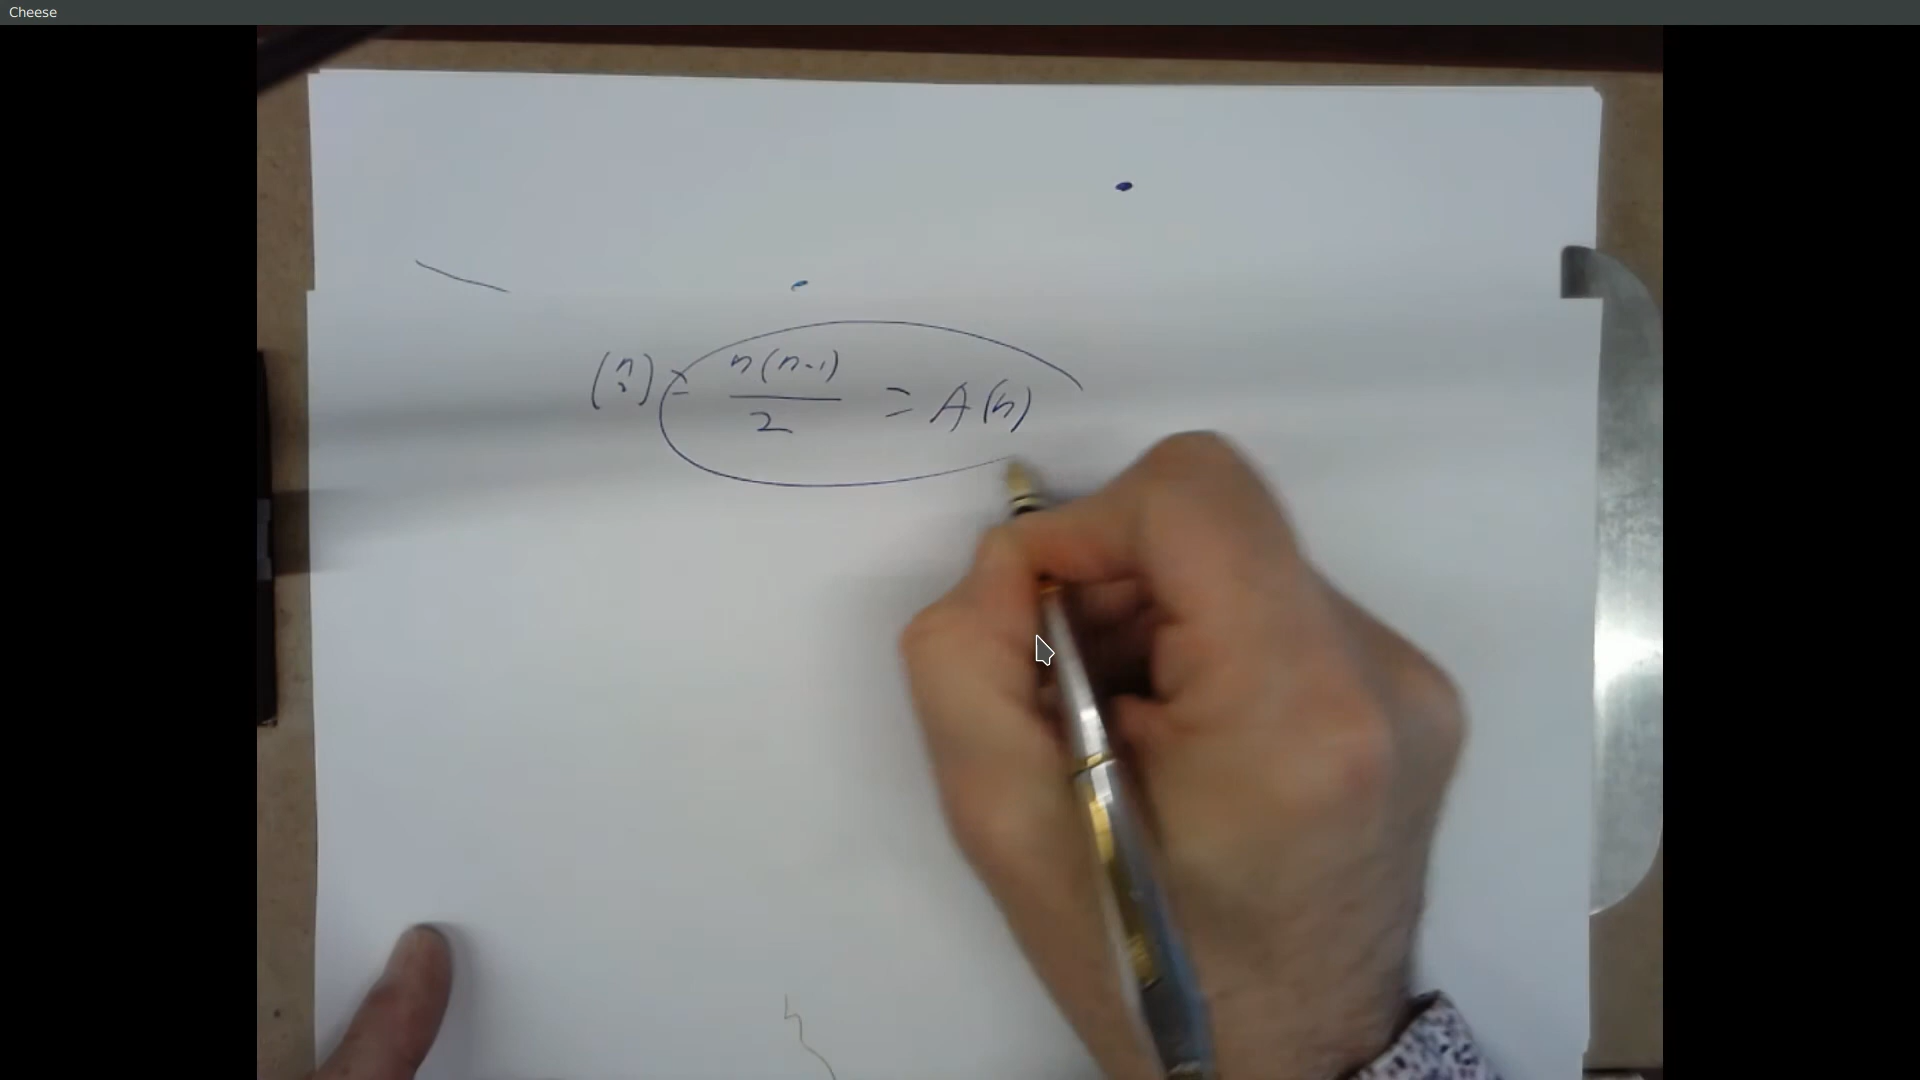 Cheese
(n 2) = n(n-1)/2 = A(n)